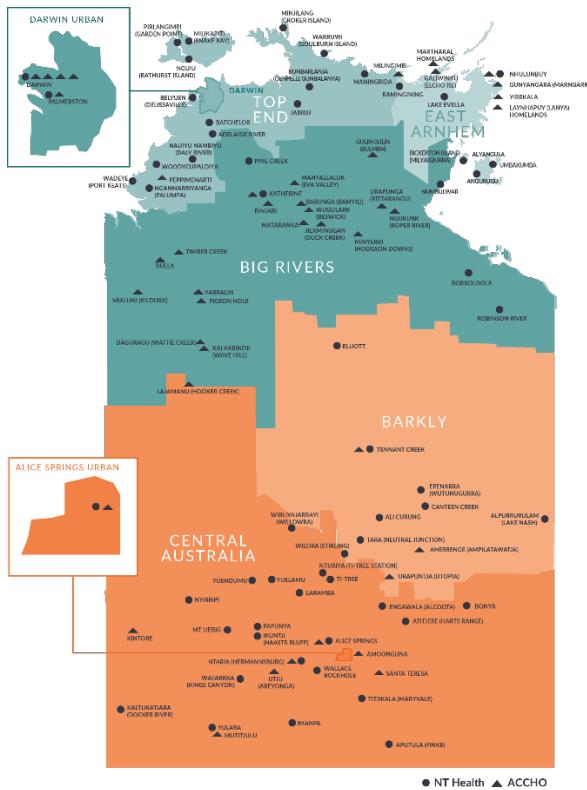 DARWIN URBAN
DARWIN
PALMERSTON
MINJILANG
(CROKER ISLAND)
PIRLANGIMPI
(GARDEN POINT)
MILIKAPITI
(SNAKE BAY)
WARRUWI
(GOULBURN ISLAND)
NGUIU
(BATHURST ISLAND)
MARTHAKAL
HOMELANDS
MILINGIMBI
KUNBARLANJA
(OENPELLI, GUNBALANYA)
MANINGRIDA
GALIWINKU
(ELCHO IS)
NHULUNBUY
GUNYANGARA (MARNGARR)
YIRRKALA
LAYNHAPUY (LANYA)
HOMELANDS
BELYUEN
(DELISSAVILLE)
DARWIN
TOP
END
RAMINGINING
LAKE EVELLA
JABIRU
EAST
ARNHEM
BATCHELOR
ADELAIDE RIVER
NAUIYU NAMBIYU
(DALY RIVER)
GULIN GULIN
(BULMAN)
BICKERTON ISLAND
(MILYAKBURRA)
ALYANGULA
UMBAKUMBA
ANGURUGU
WOODYCUPALDIYA
PINE CREEK
PEPPIMENARTI
WADEYE
(PORT KEATS)
NGANMARRIYANGA
(PALUMPA)
MANYALLALUK
(EVA VALLEY)
KATHERINE
BINJARI
BARUNGA (BAMYILI)
WUGULARR
(BESWICK)
URAPUNGA
(RITTARANGU)
NUMBULWAR
NGUKURR
(ROPER RIVER)
MATARANKA
JILKMINGGAN
(DUCK CREEK)
MINYERRI
(HODGSON DOWNS)
TIMBER CREEK
BULLA
BIG RIVERS
BORROLOOLA
MIALUNI (KILDURK)
YARRALIN
PIGEON HOLE
ROBINSON RIVER
DAGURAGU (WATTIE CREEK)
KALKARINDJI
(WAVE HILL)
ELLIOTT
LAJAMANU (HOOKER CREEK)
BARKLY
TENNANT CREEK
ALICE SPRINGS URBAN
EPENARRA
(WUTUNUGURRA)
CANTEEN CREEK
ALPURRURULAM
(LAKE NASH)
WIRLIYAJARRAYI
(WILLOWRA)
ALI CURUNG
CENTRAL
AUSTRALIA
TARA (NEUTRAL JUNCTION)
WILORA (STIRLING)
AHERRENGE (AMPILATAWATJA)
NTURIYA (TI-TREE STATION)
YUENDUMU
YUELAMU
TI-TREE
URAPUNTJA (UTOPIA)
LARAMBA
NYIRRIPI
ENGAWALA (ALCOOTA)
BONYA
ATITJERE (HARTS RANGE)
KINTORE
MT LIEBIG
PAPUNYA
IKUNTJI
(HAASTS BLUFF)
ALICE SPRINGS
AMOONGUNA
NTARIA (HERMANNSBURG)
WALLACE
ROCKHOLE
SANTA TERESA
WATARRKA
(KINGS CANYON)
UTJU
(AREYONGA)
TITJIKALA (MARYVALE)
KALTUKATJARA
(DOCKER RIVER)
YULARA
MUTITJULU
IMANPA
APUTULA (FINKE)
NT Health
ACCHO